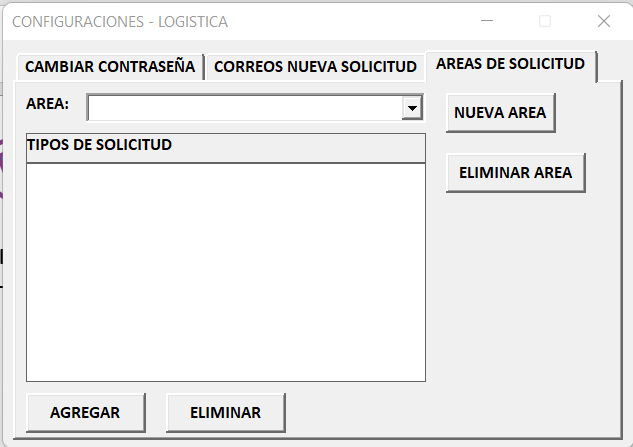 CONFIGURACIONES - LOGISTICA
CAMBIAR CONTRASEÑA
CORREOS NUEVA SOLICITUD
AREAS DE SOLICITUD
AREA:
NUEVA AREA
TIPOS DE SOLICITUD
ELIMINAR AREA
AGREGAR
ELIMINAR